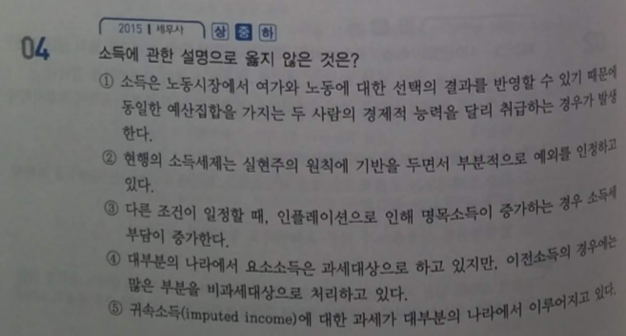 2015 | 세무사 상 중 하
04 소득에 관한 설명으로 옳지 않은 것은?
① 소득은 노동시장에서 여가와 노동에 대한 선택의 결과를 반영할 수 있기 때문에
동일한 예산집합을 가지는 두 사람의 경제적 능력을 달리 취급하는 경우가 발생
한다.
② 현행의 소득세제는 실현주의 원칙에 기반을 두면서 부분적으로 예외를 인정하고
있다.
③ 다른 조건이 일정할 때, 인플레이션으로 인해 명목소득이 증가하는 경우 소득세
부담이 증가한다.
④ 대부분의 나라에서 요소소득은 과세대상으로 하고 있지만, 이전소득의 경우에는
많은 부분을 비과세대상으로 처리하고 있다.
⑤ 귀속소득(imputed income)에 대한 과세가 대부분의 나라에서 이루어지고 있다.